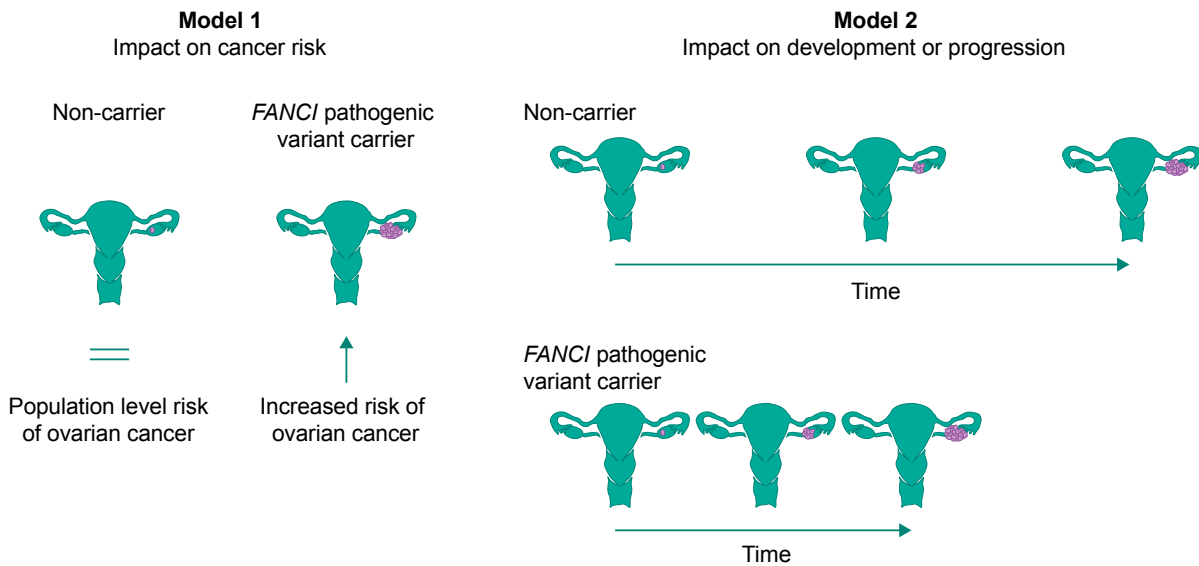 Model 1
Impact on cancer risk
Non-carrier
FANCI pathogenic
variant carrier
Population level risk
of ovarian cancer
Increased risk of
ovarian cancer
Model 2
Impact on development or progression
Non-carrier
Time
FANCI pathogenic
variant carrier
Time